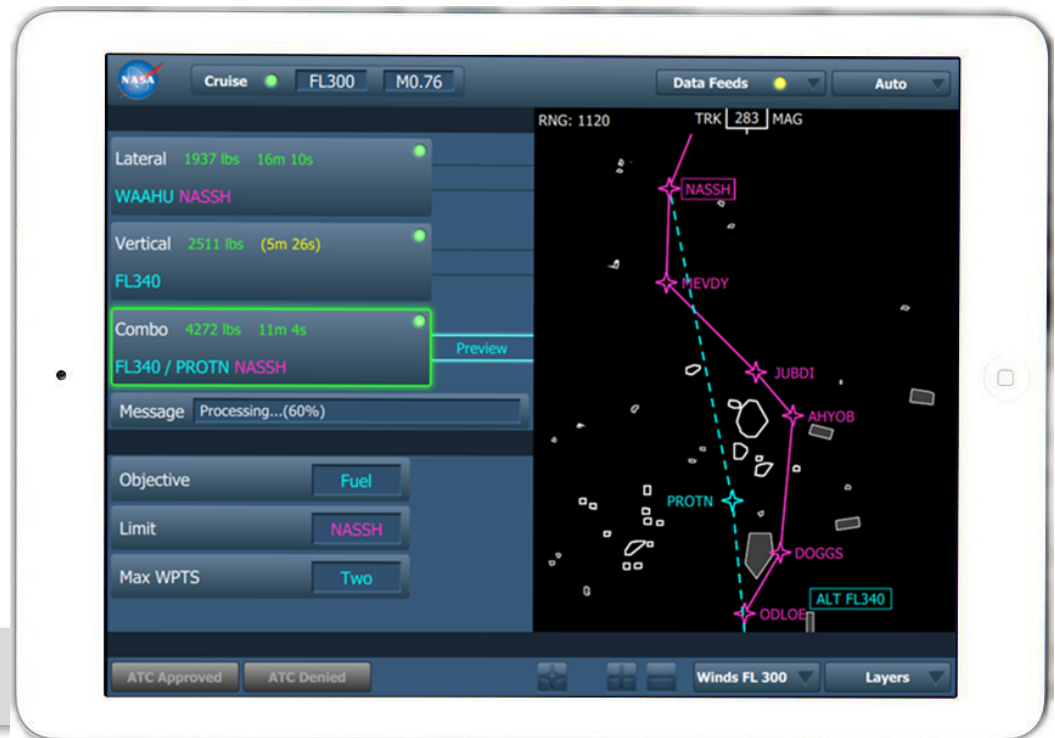 NASA
Cruise FL300 M0.76
Data Feeds Auto
Lateral 1937 lbs 16m 10s
WAAHU NASSH
Vertical 2511 lbs (5m 26s)
FL340
Combo 4272 lbs 11m 4s
FL340 / PROTN NASSH
Preview
Message Processing...(60%)
Objective Fuel
Limit NASSH
Max WPTS Two
ATC Approved ATC Denied
RNG: 1120 TRK 283 MAG
NASSH
MEVDY
JUBDI
AHYOB
PROTN
DOGGS
ALT FL340
ODLOE
Winds FL 300 Layers